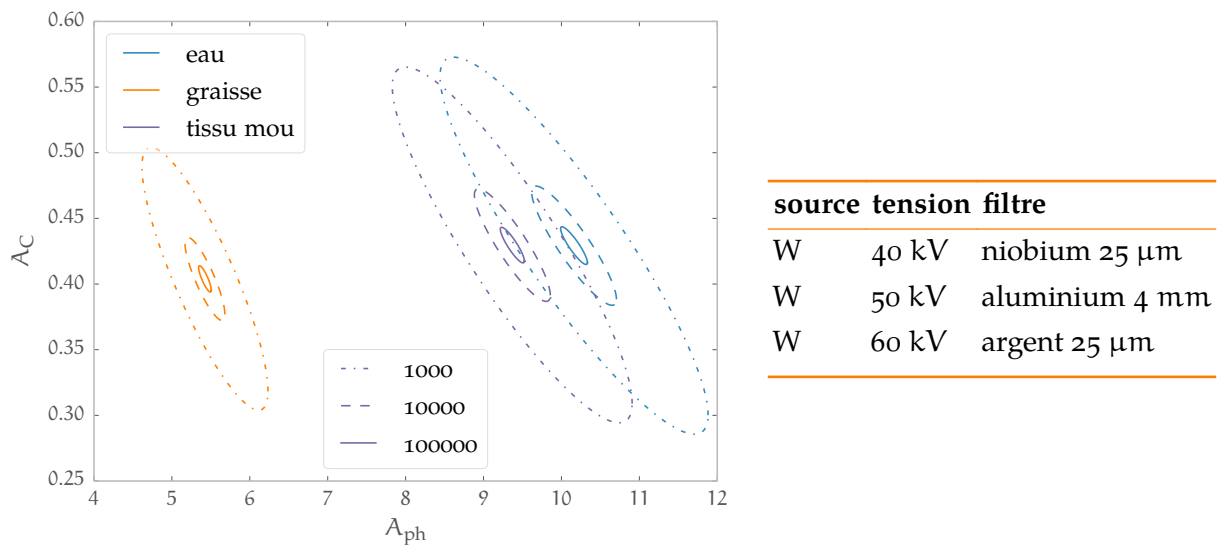 0.60
0.55
0.50
0.45
0.40
0.35
0.30
0.25
A_C
eau
graisse
tissu mou
1000
10000
100000
4 5 6 7 8 9 10 11 12
A_ph
source tension filtre
W 40 kV niobium 25 µm
W 50 kV aluminium 4 mm
W 60 kV argent 25 µm